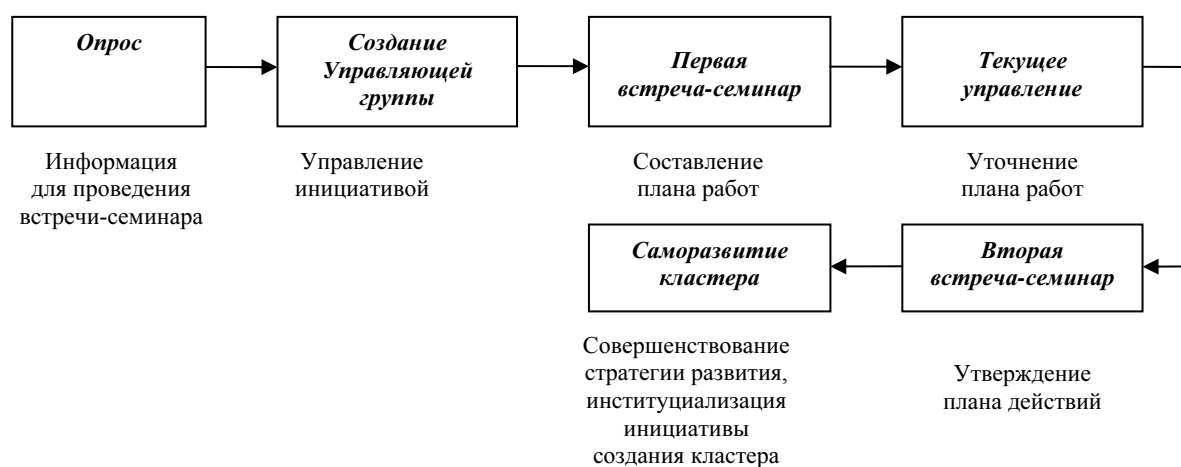 Опрос
Создание
Управляющей
группы
Первая
встреча-семинар
Текущее
управление
Информация
для проведения
встречи-семинара
Управление
инициативой
Составление
плана работ
Уточнение
плана работ
Саморазвитие
кластера
Вторая
встреча-семинар
Совершенствование
стратегии развития,
институциализация
инициативы
создания кластера
Утверждение
плана действий